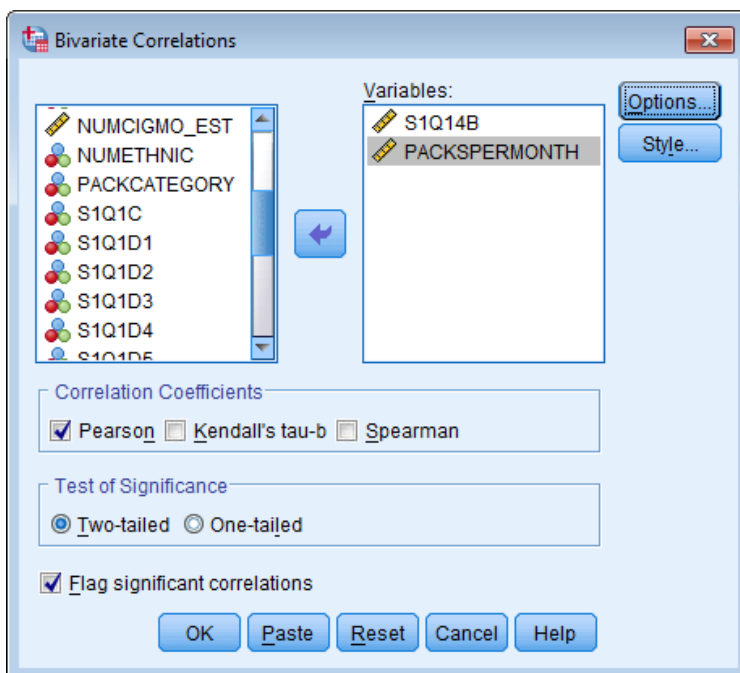 Bivariate Correlations
NUMCIGMO_EST
NUMETHNIC
PACKCATEGORY
S1Q1C
S1Q1D1
S1Q1D2
S1Q1D3
S1Q1D4
S1Q1D5
Variables:
S1Q14B
PACKSPERMONTH
Options...
Style...
Correlation Coefficients
Pearson Kendall's tau-b Spearman
Test of Significance
Two-tailed One-tailed
Flag significant correlations
OK Paste Reset Cancel Help